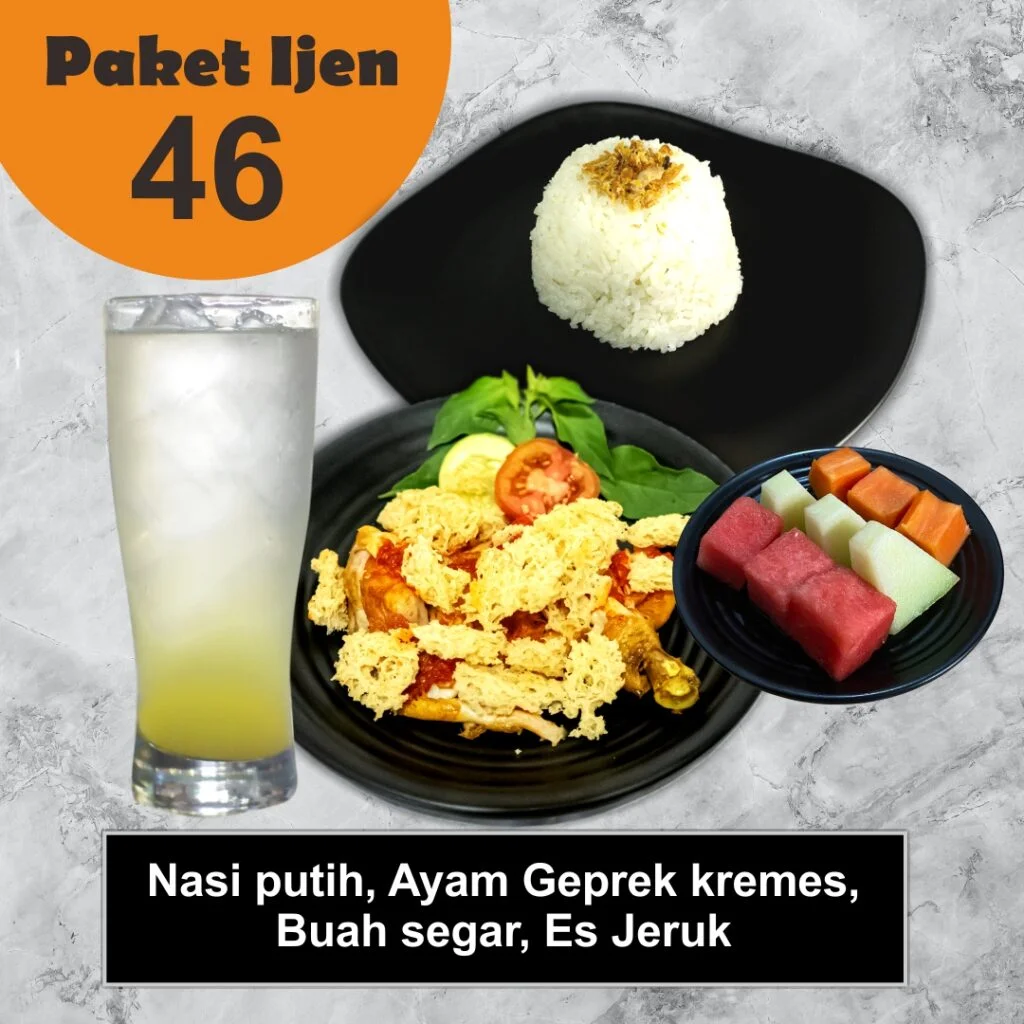 Paket Ijen
46
Nasi putih, Ayam Geprek kremes,
Buah segar, Es Jeruk